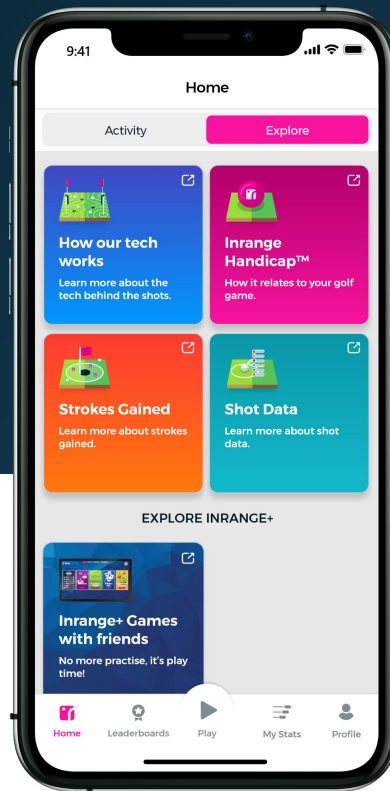 9:41
Home
Activity
Explore
How our tech
works
Learn more about the
tech behind the shots.
Inrange
Handicap™
How it relates to your golf
game.
Strokes Gained
Learn more about strokes
gained.
Shot Data
Learn more about shot
data.
EXPLORE INRANGE+
Inrange+ Games
with friends
No more practise, it's play
time!
Home
Leaderboards
Play
My Stats
Profile